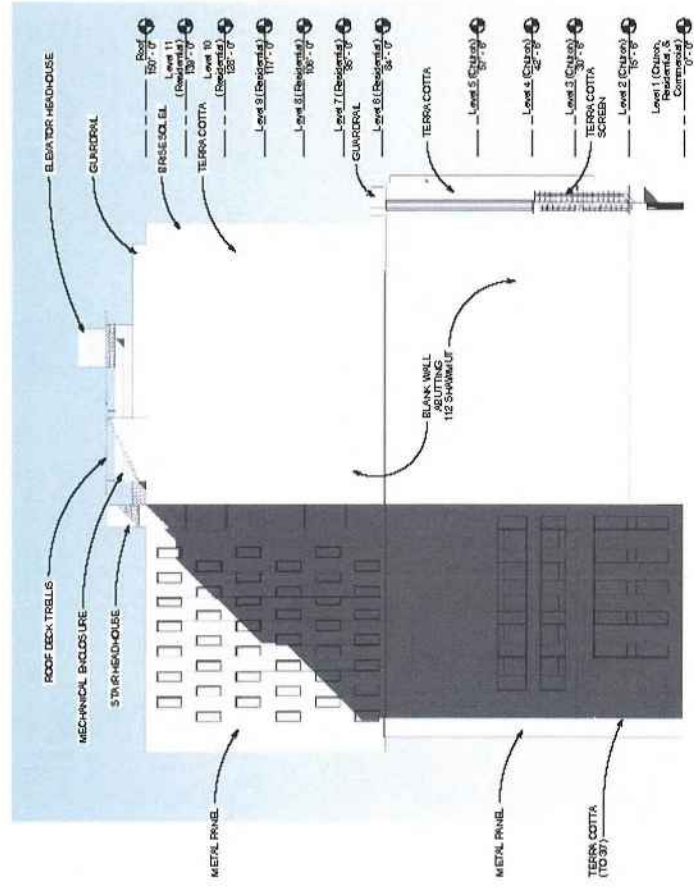 ROOF DECK TRELLIS
MECHANICAL ENCLOSURE
STAIR HEADHOUSE
ELEVATOR HEADHOUSE
GUARDRAIL
BRISE SOLEIL
TERRA COTTA
Roof
150' - 0"
Level 11
(Residential)
139' - 0"
Level 10
(Residential)
128' - 0"
Level 9 (Residential)
117' - 0"
Level 8 (Residential)
106' - 0"
Level 7 (Residential)
95' - 0"
Level 6 (Residential)
84' - 0"
GUARDRAIL
TERRA COTTA
Level 5 (Church)
57' - 6"
Level 4 (Church)
42' - 6"
Level 3 (Church)
30' - 6"
TERRA COTTA
SCREEN
Level 2 (Church)
15' - 6"
Level 1 (Church,
Residential, &
Commercial)
0' - 0"
BLANK WALL
ABUTTING
112 SHAWMUT
METAL PANEL
METAL PANEL
TERRA COTTA
(TO 37')